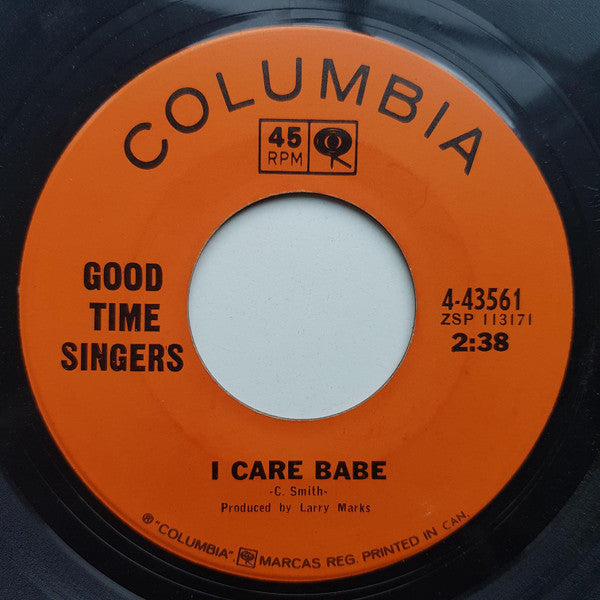 COLUMBIA
45
RPM
GOOD
TIME
SINGERS
4-43561
ZSP 113171
2:38
I CARE BABE
-C. Smith-
Produced by Larry Marks
® "COLUMBIA", MARCAS REG. PRINTED IN CAN.